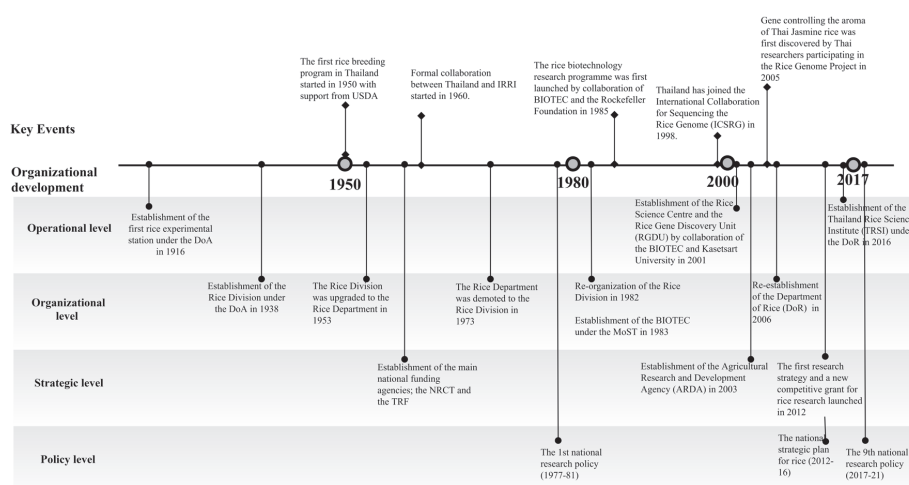 Gene controlling the aroma
of Thai Jasmine rice was
first discovered by Thai
researchers participating in
the Rice Genome Project in
2005
The first rice breeding
program in Thailand
started in 1950 with
support from USDA
Formal collaboration
between Thailand and IRRI
started in 1960.
The rice biotechnology
research programme was first
launched by collaboration of
BIOTEC and the Rockefeller
Foundation in 1985
Thailand has joined the
International Collaboration
for Sequencing the
Rice Genome (ICSRG) in
1998.
Key Events
Organizational
development
1950
1980
2000
2017
Operational level
Establishment of the
first rice experimental
station under the DoA
in 1916
Establishment of the Rice
Science Centre and the
Rice Gene Discovery Unit
(RGDU) by collaboration of
the BIOTEC and Kasetsart
University in 2001
Establishment of the
Thailand Rice Scienc
Institute (TRSI) unde
the DoR in 2016
Organizational
level
Establishment of the
Rice Division under
the DoA in 1938
The Rice Division
was upgraded to the
Rice Department in
1953
The Rice Department
was demoted to the
Rice Division in
1973
Re-organization of the Rice
Division in 1982
Establishment of the BIOTEC
under the MoST in 1983
Re-establishment
of the Department
of Rice (DoR) in
2006
Strategic level
Establishment of the main
national funding
agencies; the NRCT and
the TRF
Establishment of the Agricultural
Research and Development
Agency (ARDA) in 2003
The first research
strategy and a new
competitive grant for
rice research launched
in 2012
Policy level
The 1st national
research policy
(1977-81)
The national
strategic plan
for rice (2012-
16)
The 9th national
research policy
(2017-21)